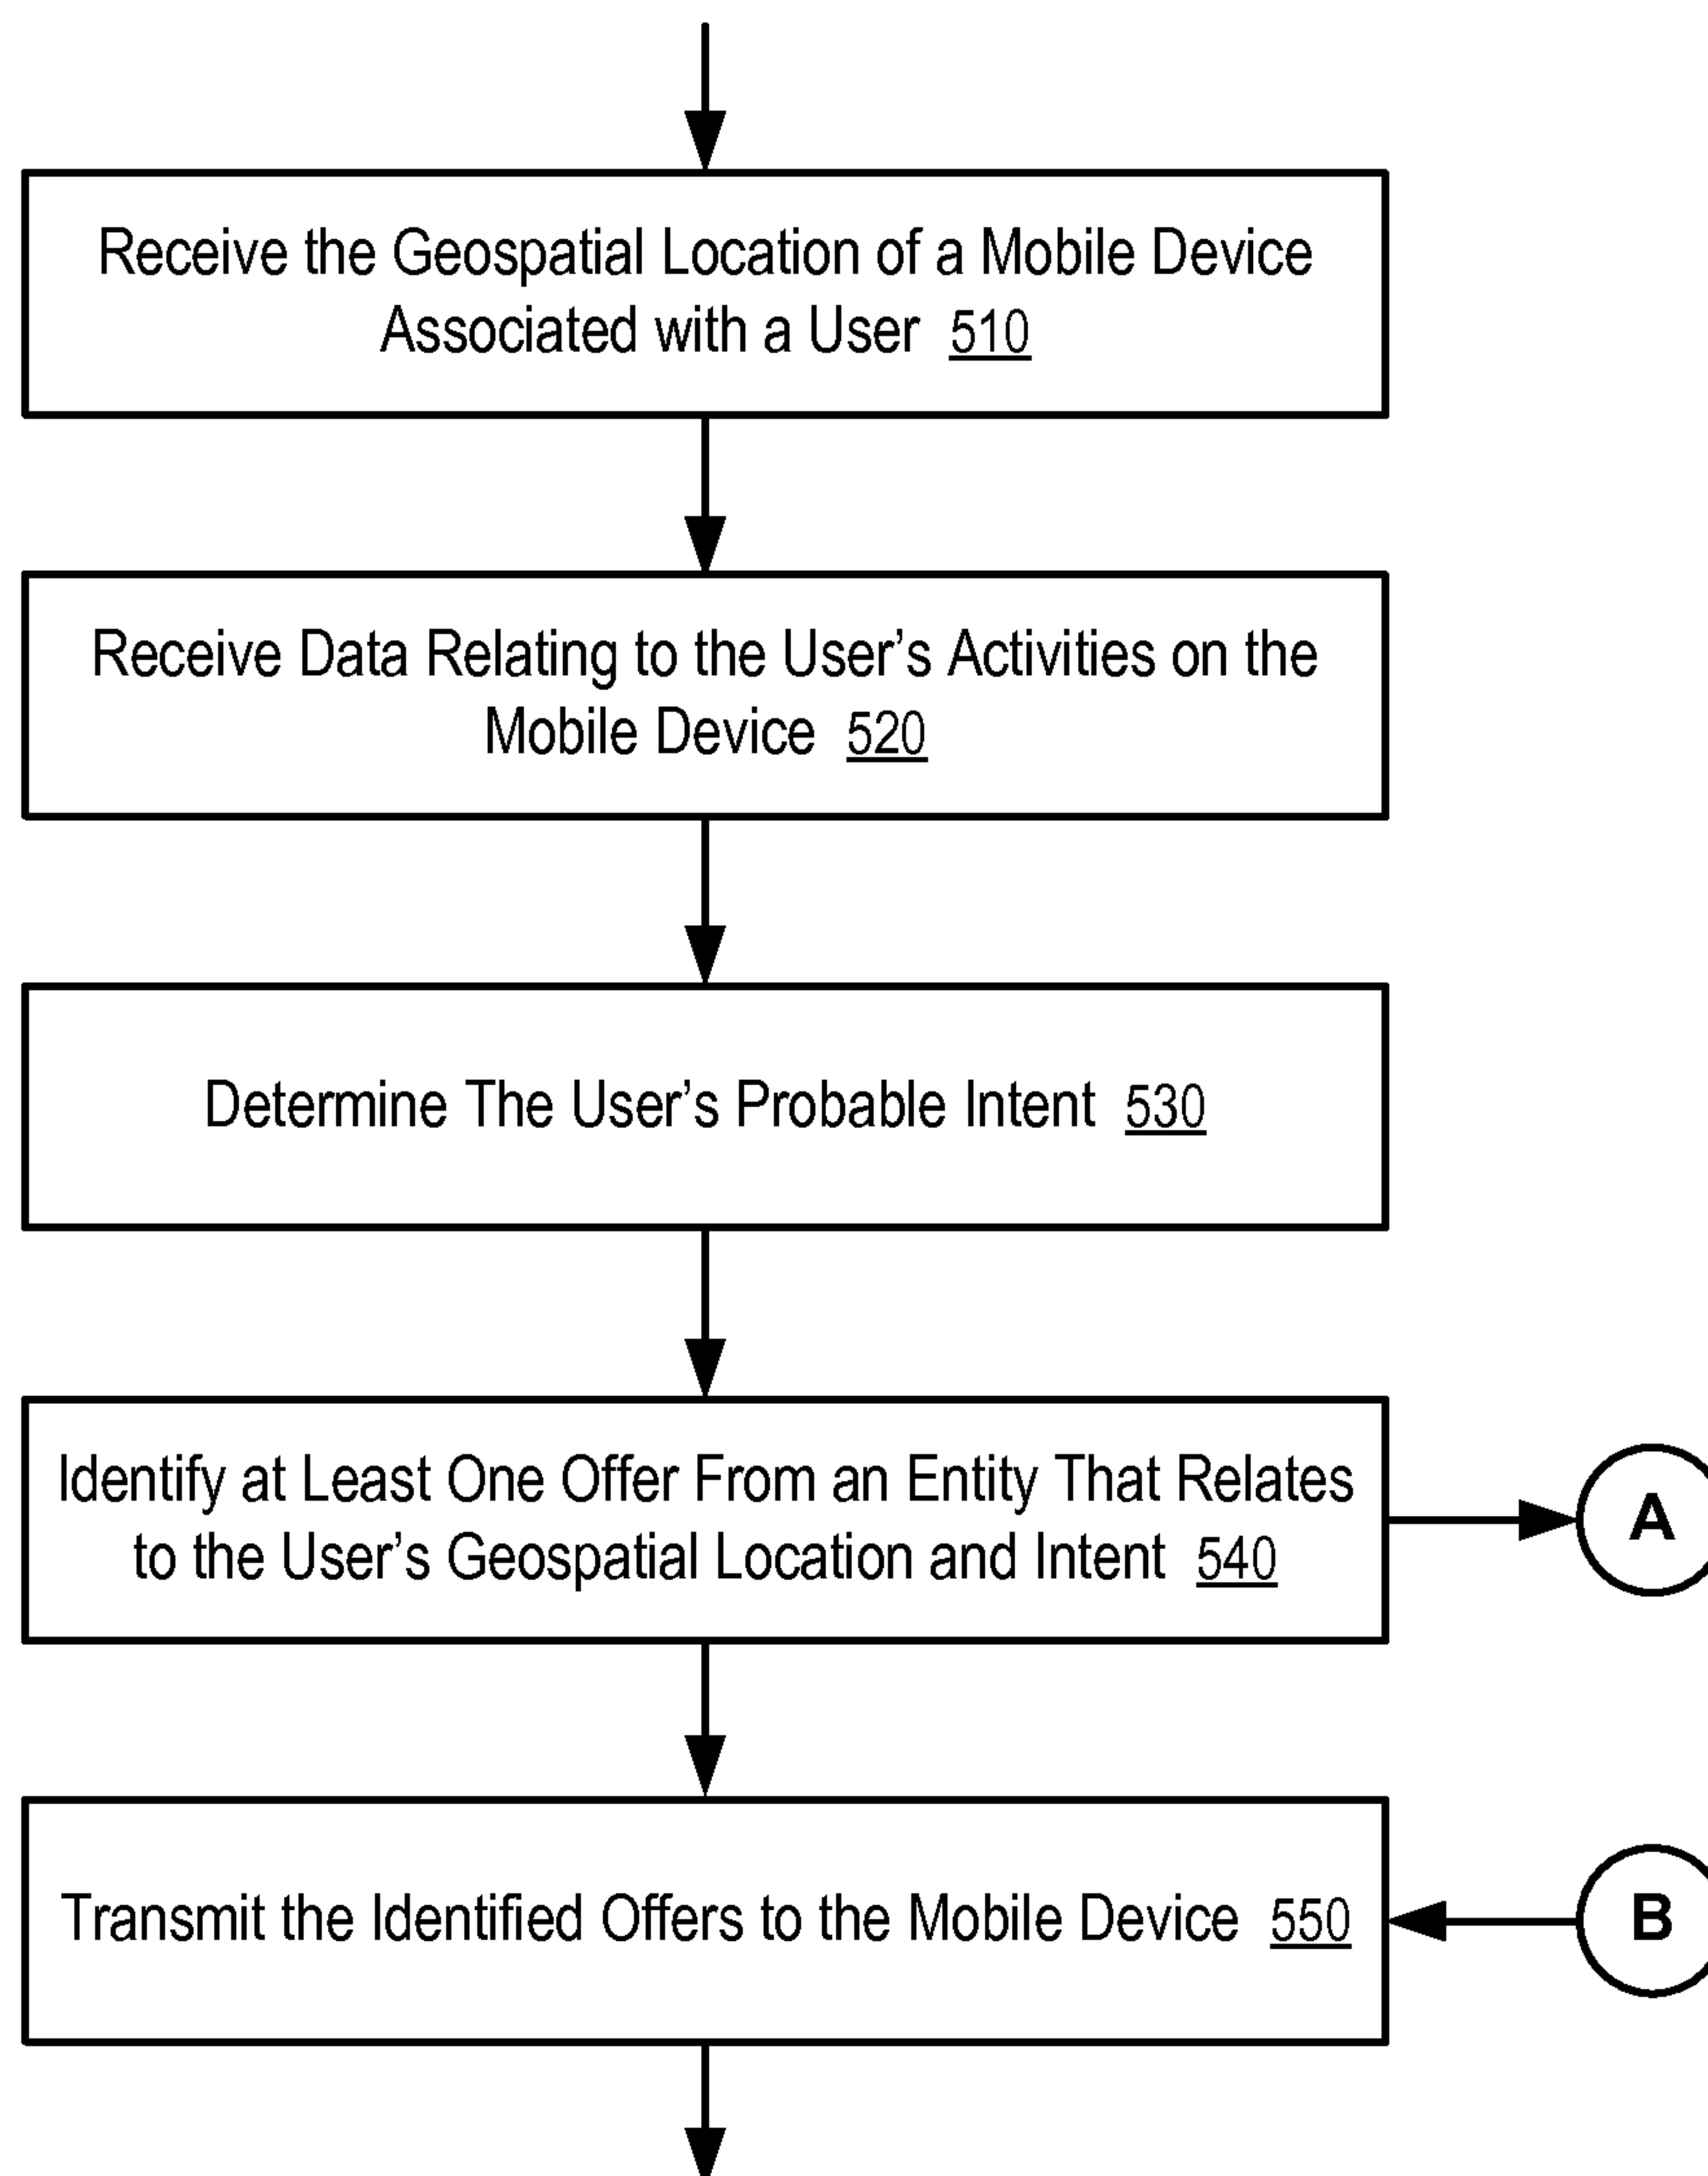 Receive the Geospatial Location of a Mobile Device
Associated with a User 510
Receive Data Relating to the User’s Activities on the
Mobile Device 520
Determine The User’s Probable Intent 530
Identify at Least One Offer From an Entity That Relates
to the User’s Geospatial Location and Intent 540
A
Transmit the Identified Offers to the Mobile Device 550
B